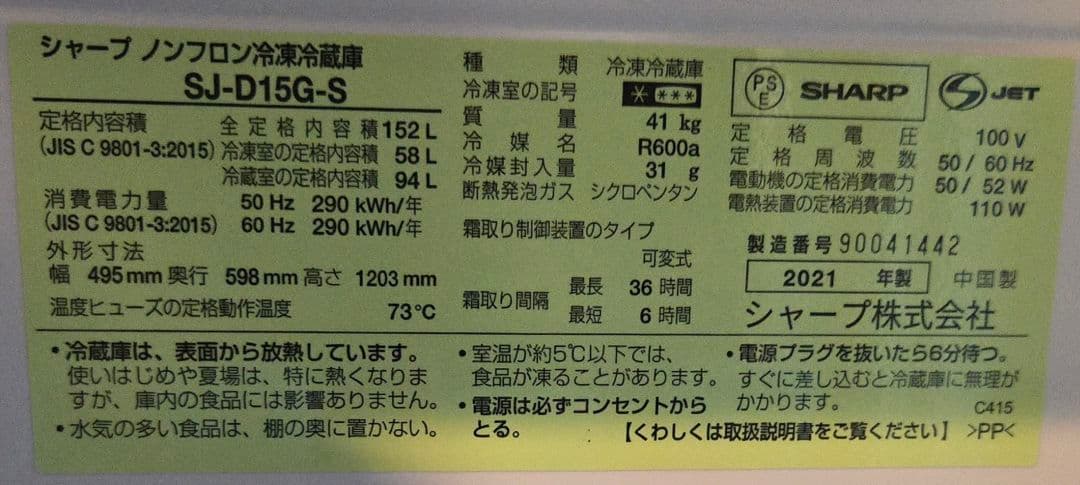 シャープ ノンフロン冷凍冷蔵庫
SJ-D15G-S
定格内容積
(JIS C 9801-3:2015)
全定格内容積 152 L
冷凍室の定格内容積 58 L
冷蔵室の定格内容積 94 L
消費電力量
(JIS C 9801-3:2015)
50 Hz 290 kWh/年
60 Hz 290 kWh/年
外形寸法
幅 495 mm 奥行 598 mm 高さ 1203 mm
温度ヒューズの定格動作温度 73℃
種類 冷凍冷蔵庫
冷凍室の記号 * ***
質量 41 kg
冷媒名 R600a
冷媒封入量 31 g
断熱発泡ガス シクロペンタン
霜取り制御装置のタイプ
可変式
霜取り間隔
最長 36 時間
最短 6 時間
PSE SHARP S JET
定格電圧 100 V
定格周波数 50 / 60 Hz
電動機の定格消費電力 50 / 52 W
電熱装置の定格消費電力 110 W
製造番号 90041442
2021 年製 中国製
シャープ株式会社
・冷蔵庫は、表面から放熱しています。
使いはじめや夏場は、特に熱くなりま
すが、庫内の食品には影響ありません。
・水気の多い食品は、棚の奥に置かない。
・室温が約5℃以下では、
食品が凍ることがあります。
・電源は必ずコンセントから
とる。
・電源プラグを抜いたら6分待つ。
すぐに差し込むと冷蔵庫に無理が
かかります。
C415
【くわしくは取扱説明書をご覧ください】 >PP<